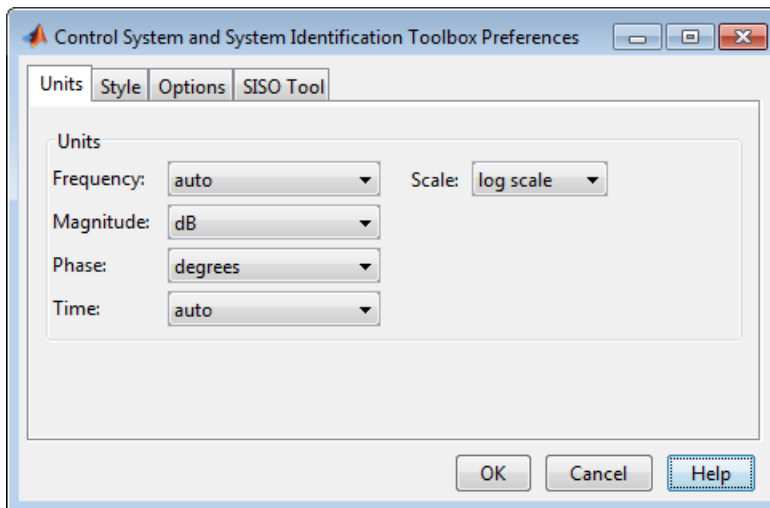 Control System and System Identification Toolbox Preferences
Units Style Options SISO Tool
Units
Frequency: auto Scale: log scale
Magnitude: dB
Phase: degrees
Time: auto
OK Cancel Help